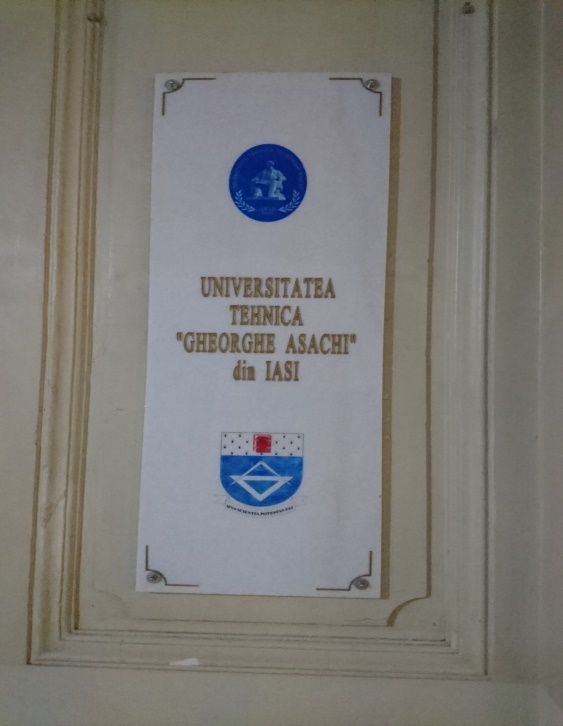 UNIVERSITATEA
TEHNICA
"GHEORGHE ASACHI"
din IASI